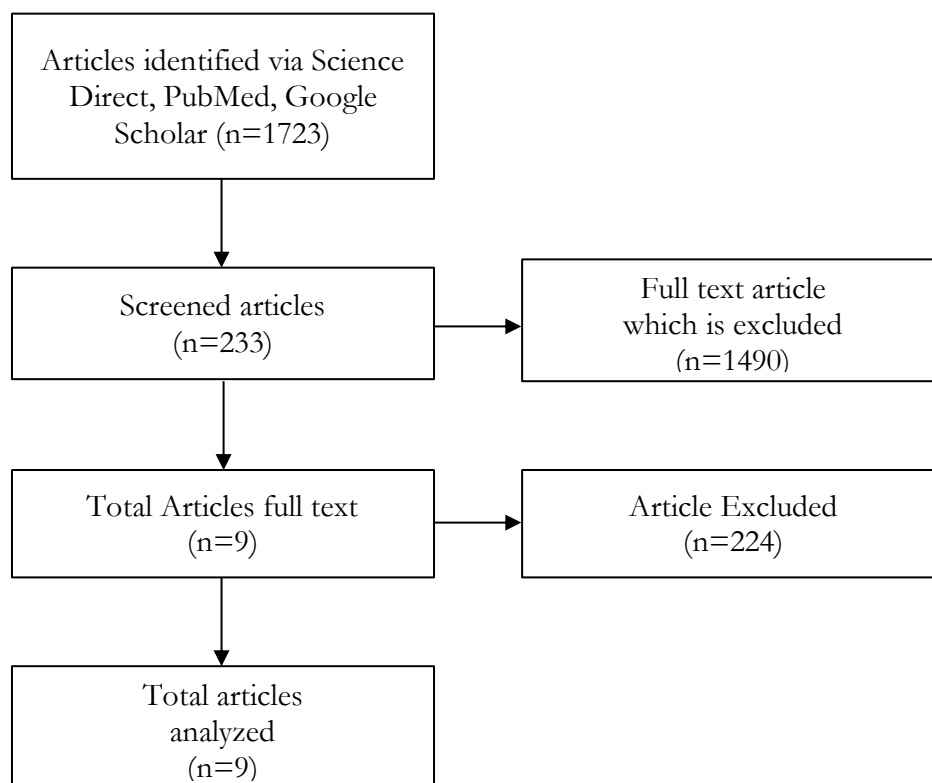 Articles identified via Science
Direct, PubMed, Google
Scholar (n=1723)
Screened articles
(n=233)
Full text article
which is excluded
(n=1490)
Total Articles full text
(n=9)
Article Excluded
(n=224)
Total articles
analyzed
(n=9)